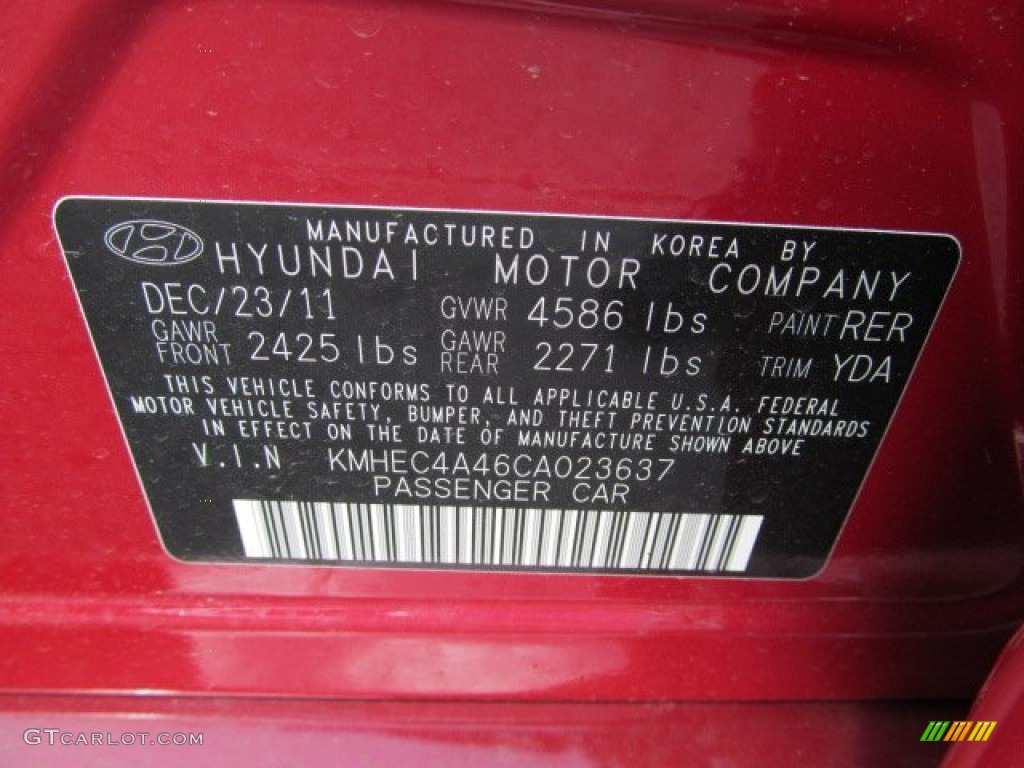 MANUFACTURED IN KOREA BY
HYUNDAI MOTOR COMPANY
DEC/23/11 GVWR 4586 lbs PAINT RER
GAWR FRONT 2425 lbs GAWR REAR 2271 lbs TRIM YDA
THIS VEHICLE CONFORMS TO ALL APPLICABLE U.S.A. FEDERAL
MOTOR VEHICLE SAFETY, BUMPER, AND THEFT PREVENTION STANDARDS
IN EFFECT ON THE DATE OF MANUFACTURE SHOWN ABOVE
V.I.N KMHEC4A46CA023637
PASSENGER CAR
GTCARLOT.COM